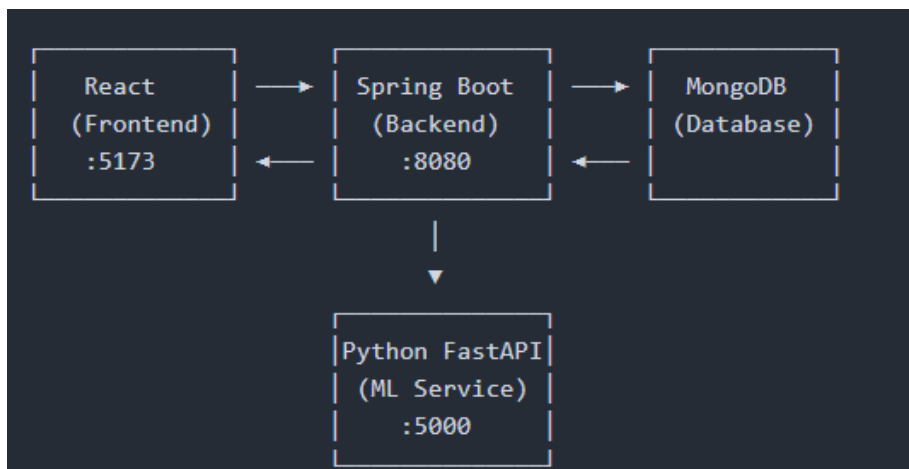 React
(Frontend)
:5173
Spring Boot
(Backend)
:8080
MongoDB
(Database)
Python FastAPI
(ML Service)
:5000